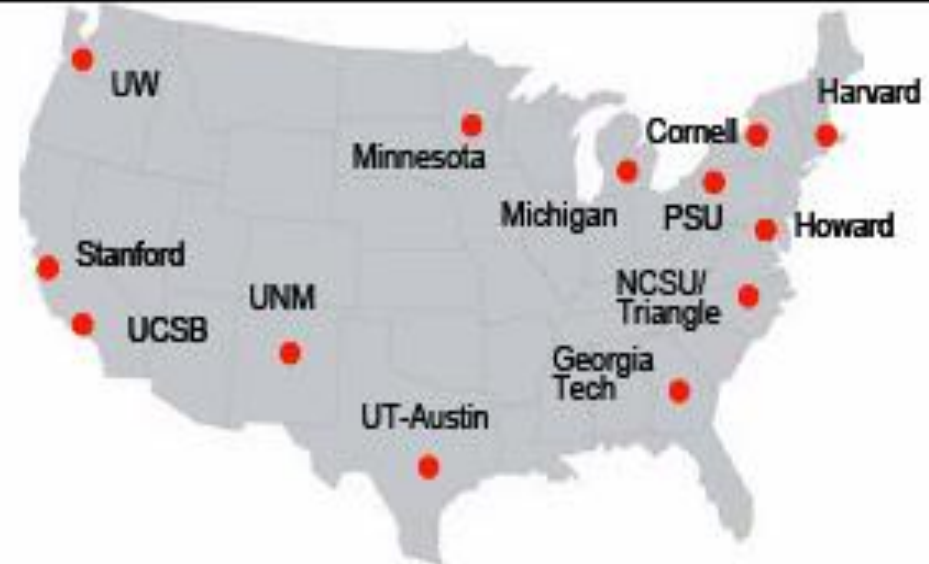 UW
Harvard
Cornell
Minnesota
Michigan
PSU
Howard
Stanford
NCSU/
Triangle
UNM
UCSB
Georgia
Tech
UT-Austin